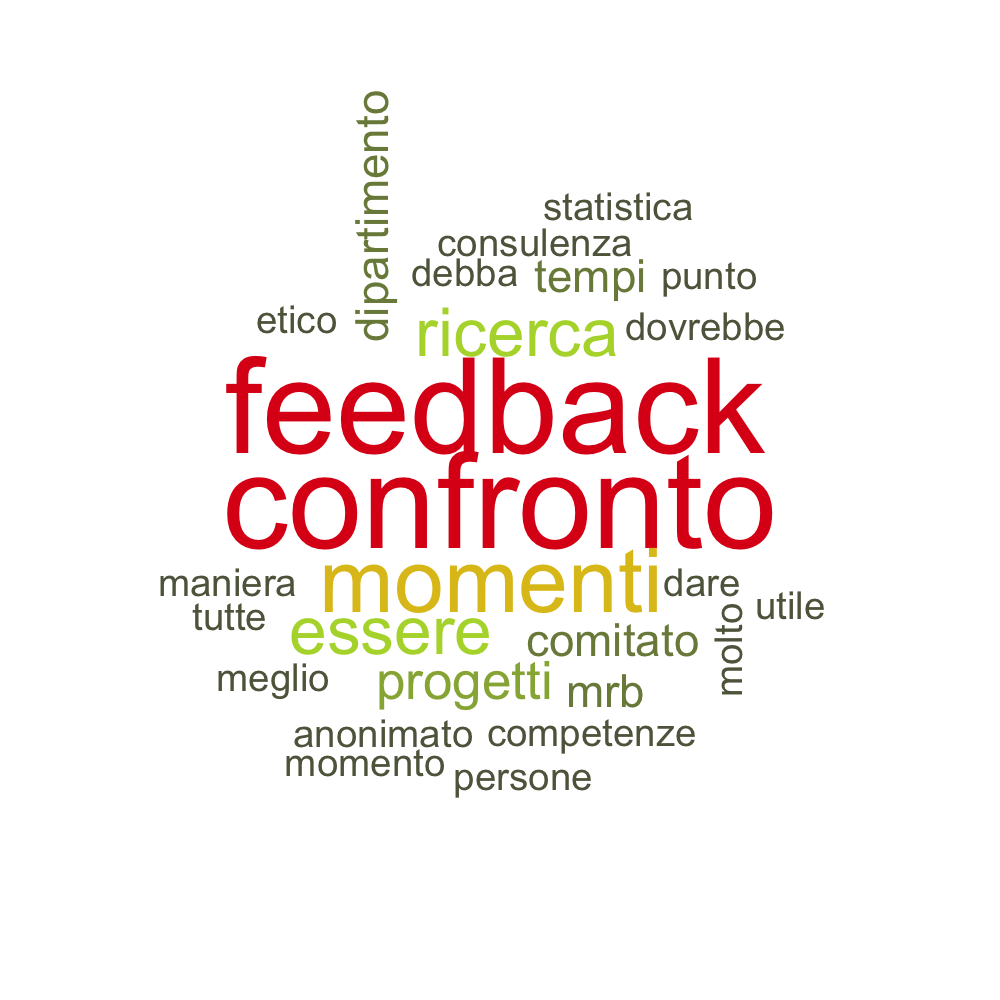 dipartimento
statistica
consulenza
debba tempi punto
etico ricerca dovrebbe
feedback
confronto
maniera momenti dare
tutte essere comitato molto utile
meglio progetti mrb
anonimato competenze
momento persone